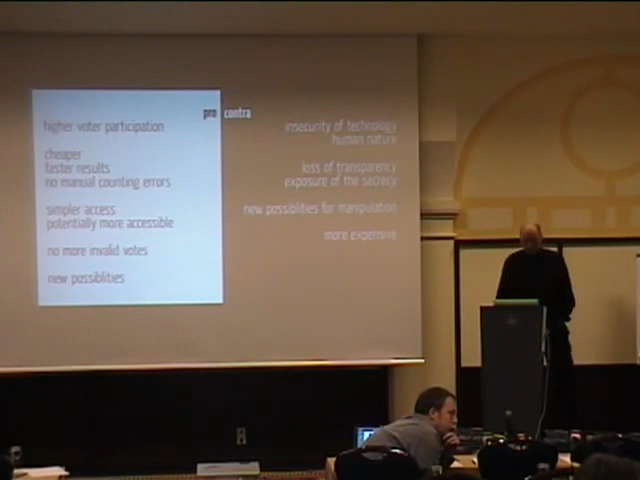 pro contra
higher voter participation
cheaper
faster results
no manual counting errors
simpler access
potentially more accessible
no more invalid votes
new possiblities
insecurity of technology
human nature
loss of transparency
exposure of the secrecy
new possiblities for manipulation
more expensive